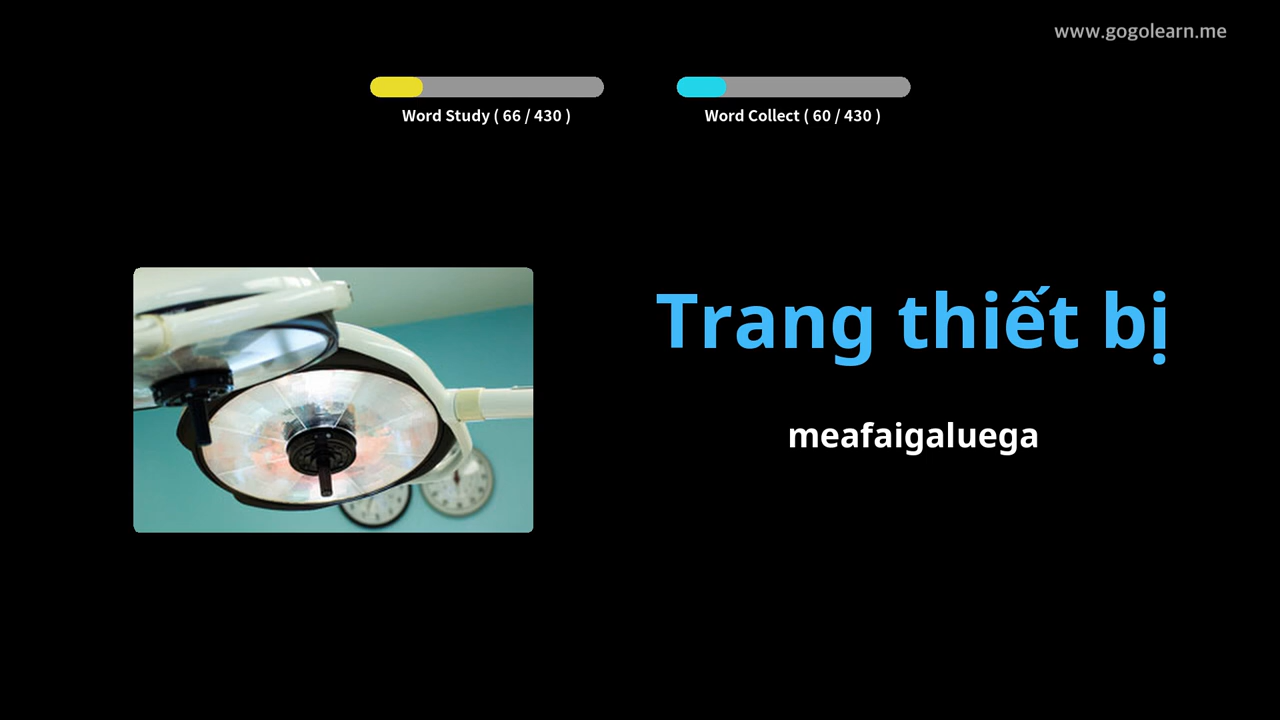 www.gogolearn.me
Word Study ( 66 / 430 )
Word Collect ( 60 / 430 )
Trang thiết bị
meafaigaluega